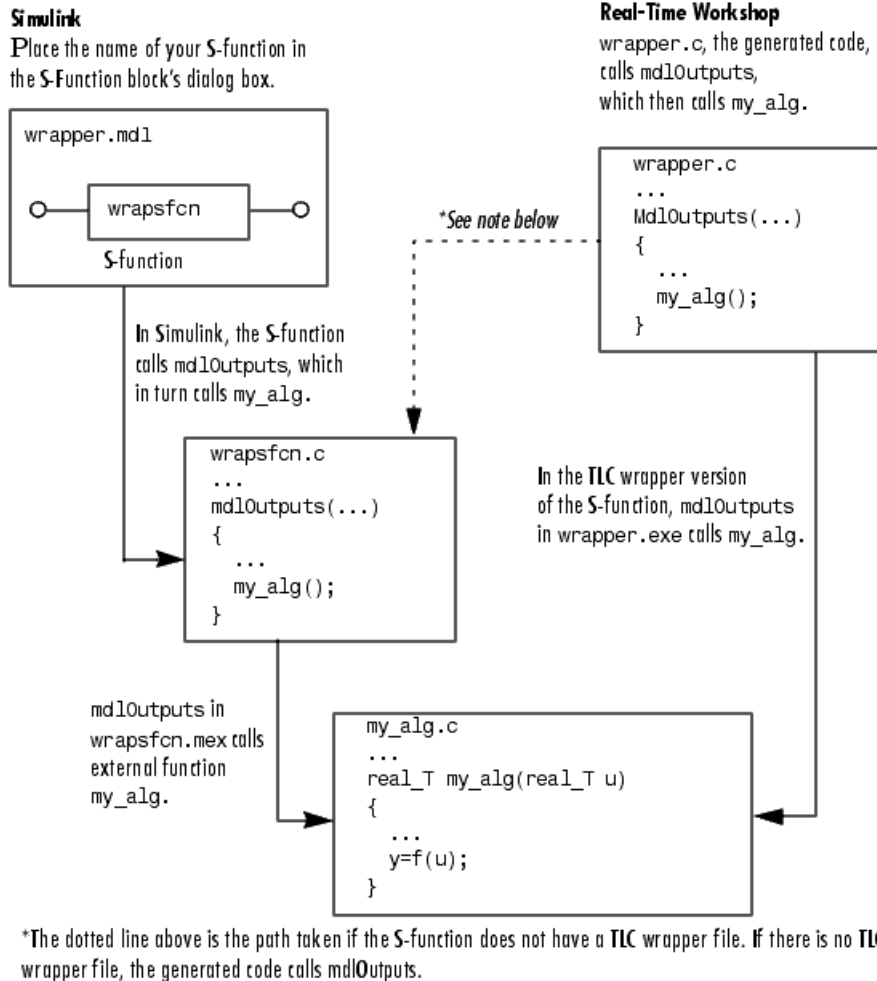 Simulink
Place the name of your S-function in
the S-Function block's dialog box.
Real-Time Workshop
wrapper.c, the generated code,
calls mdlOutputs,
which then calls my_alg.
wrapper.mdl
wrapsfcn
S-function
wrapper.c
...
MdlOutputs(...)
{
...
my_alg();
}
*See note below
In Simulink, the S-function
calls mdlOutputs, which
in turn calls my_alg.
wrapsfcn.c
...
mdlOutputs(...)
{
...
my_alg();
}
In the TLC wrapper version
of the S-function, mdlOutputs
in wrapper.exe calls my_alg.
mdlOutputs in
wrapsfcn.mex calls
external function
my_alg.
my_alg.c
...
real_T my_alg(real_T u)
{
...
y=f(u);
}
*The dotted line above is the path taken if the S-function does not have a TLC wrapper file. If there is no TLC
wrapper file, the generated code calls mdlOutputs.